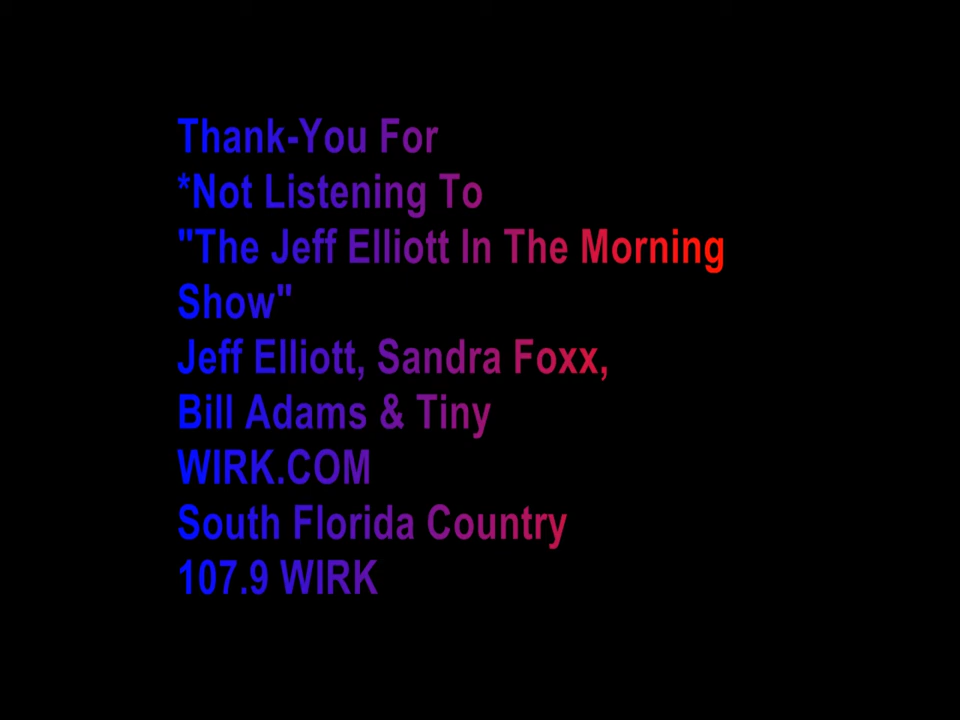 Thank-You For
*Not Listening To
"The Jeff Elliott In The Morning
Show"
Jeff Elliott, Sandra Foxx,
Bill Adams & Tiny
WIRK.COM
South Florida Country
107.9 WIRK